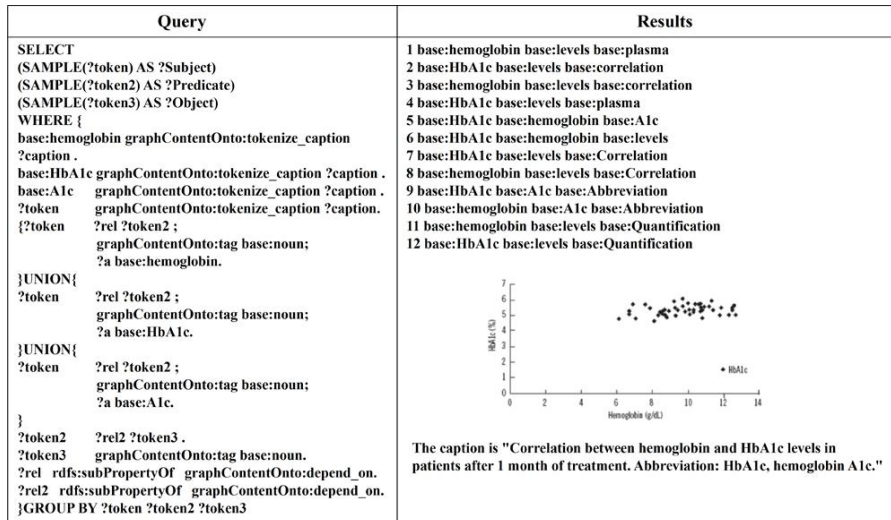 Query
SELECT
(SAMPLE(?token) AS ?Subject)
(SAMPLE(?token2) AS ?Predicate)
(SAMPLE(?token3) AS ?Object)
WHERE {
base:hemoglobin graphContentOnto:tokenize_caption
?caption .
base:HbA1c graphContentOnto:tokenize_caption ?caption .
base:A1c graphContentOnto:tokenize_caption ?caption .
?token graphContentOnto:tokenize_caption ?caption.
{?token ?rel ?token2 ;
graphContentOnto:tag base:noun;
?a base:hemoglobin.
}UNION{
?token ?rel ?token2 ;
graphContentOnto:tag base:noun;
?a base:HbA1c.
}UNION{
?token ?rel ?token2 ;
graphContentOnto:tag base:noun;
?a base:A1c.
}
?token2 ?rel2 ?token3 .
?token3 graphContentOnto:tag base:noun.
?rel rdfs:subPropertyOf graphContentOnto:depend_on.
?rel2 rdfs:subPropertyOf graphContentOnto:depend_on.
}GROUP BY ?token ?token2 ?token3
Results
1 base:hemoglobin base:levels base:plasma
2 base:HbA1c base:levels base:correlation
3 base:hemoglobin base:levels base:correlation
4 base:HbA1c base:levels base:plasma
5 base:HbA1c base:hemoglobin base:A1c
6 base:HbA1c base:hemoglobin base:levels
7 base:HbA1c base:levels base:Correlation
8 base:hemoglobin base:levels base:Correlation
9 base:HbA1c base:A1c base:Abbreviation
10 base:hemoglobin base:A1c base:Abbreviation
11 base:hemoglobin base:levels base:Quantification
12 base:HbA1c base:levels base:Quantification
7
6
5
4
3
2
1
0
HbA1c (%)
HbA1c
0 2 4 6 8 10 12 14
Hemoglobin (g/dL)
The caption is "Correlation between hemoglobin and HbA1c levels in
patients after 1 month of treatment. Abbreviation: HbA1c, hemoglobin A1c."